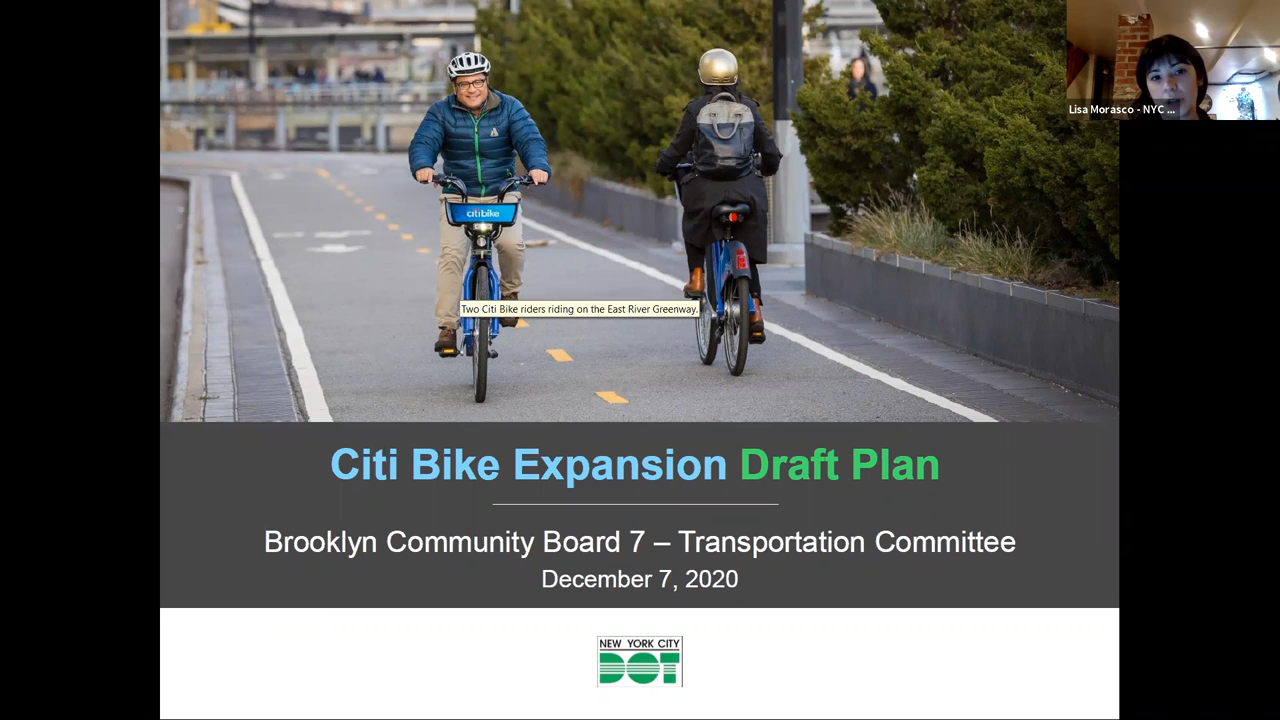 Lisa Morasco - NYC ...
citibike
Two Citi Bike riders riding on the East River Greenway.
Citi Bike Expansion Draft Plan
Brooklyn Community Board 7 – Transportation Committee
December 7, 2020
NEW YORK CITY
DOT